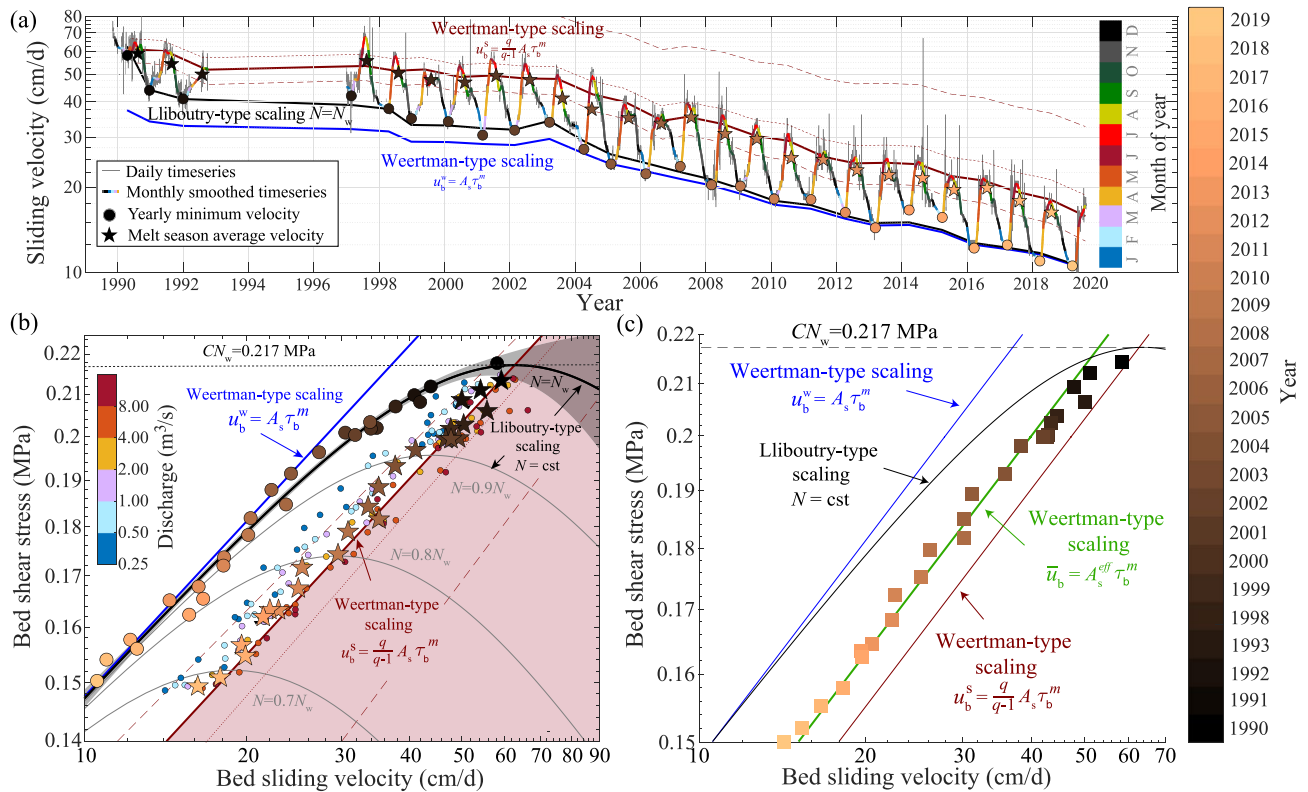 (a)
Sliding velocity (cm/d)
80
70
60
50
40
30
20
10
Weertman-type scaling
u_b^s = q/(q-1) A_s τ_b^m
Lliboutry-type scaling N=N_w
Weertman-type scaling
u_b^w = A_s τ_b^m
Daily timeseries
Monthly smoothed timeseries
Yearly minimum velocity
Melt season average velocity
1990 1992 1994 1996 1998 2000 2002 2004 2006 2008 2010 2012 2014 2016 2018 2020
Year
J F M A M J J A S O N D
Month of year
(b)
Bed shear stress (MPa)
0.22
0.21
0.2
0.19
0.18
0.17
0.16
0.15
0.14
CN_w=0.217 MPa
Discharge (m³/s)
8.00
4.00
2.00
1.00
0.50
0.25
Weertman-type scaling
u_b^w = A_s τ_b^m
N=N_w
Lliboutry-type
scaling
N = cst
N=0.9N_w
N=0.8N_w
N=0.7N_w
Weertman-type
scaling
u_b^s = q/(q-1) A_s τ_b^m
10 20 30 40 50 60 70 80 90
Bed sliding velocity (cm/d)
(c)
Bed shear stress (MPa)
0.22
0.21
0.2
0.19
0.18
0.17
0.16
0.15
CN_w=0.217 MPa
Weertman-type scaling
u_b^w = A_s τ_b^m
Lliboutry-type
scaling
N = cst
Weertman-type
scaling
ū_b = A_s^eff τ_b^m
Weertman-type
scaling
u_b^s = q/(q-1) A_s τ_b^m
10 20 30 40 50 60 70
Bed sliding velocity (cm/d)
2019
2018
2017
2016
2015
2014
2013
2012
2011
2010
2009
2008
2007
2006
2005
2004
2003
2002
2001
2000
1999
1998
1993
1992
1991
1990
Year